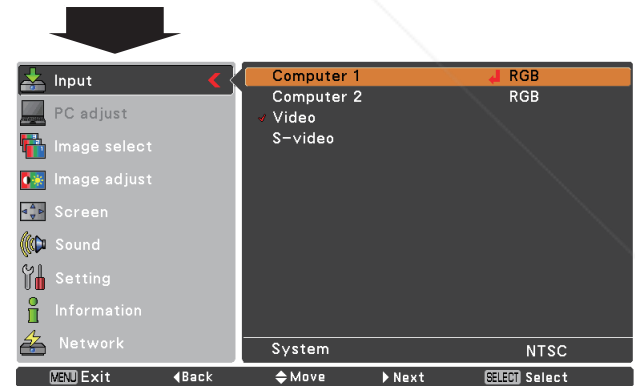 Input
PC adjust
Image select
Image adjust
Screen
Sound
Setting
Information
Network
Computer 1 RGB
Computer 2 RGB
Video
S-video
System NTSC
MENU Exit Back Move Next SELECT Select